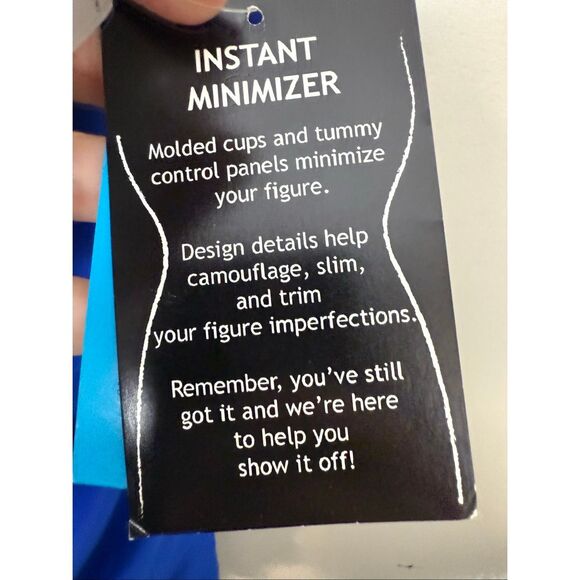 INSTANT
MINIMIZER
Molded cups and tummy
control panels minimize
your figure.
Design details help
camouflage, slim,
and trim
your figure imperfections.
Remember, you've still
got it and we're here
to help you
show it off!